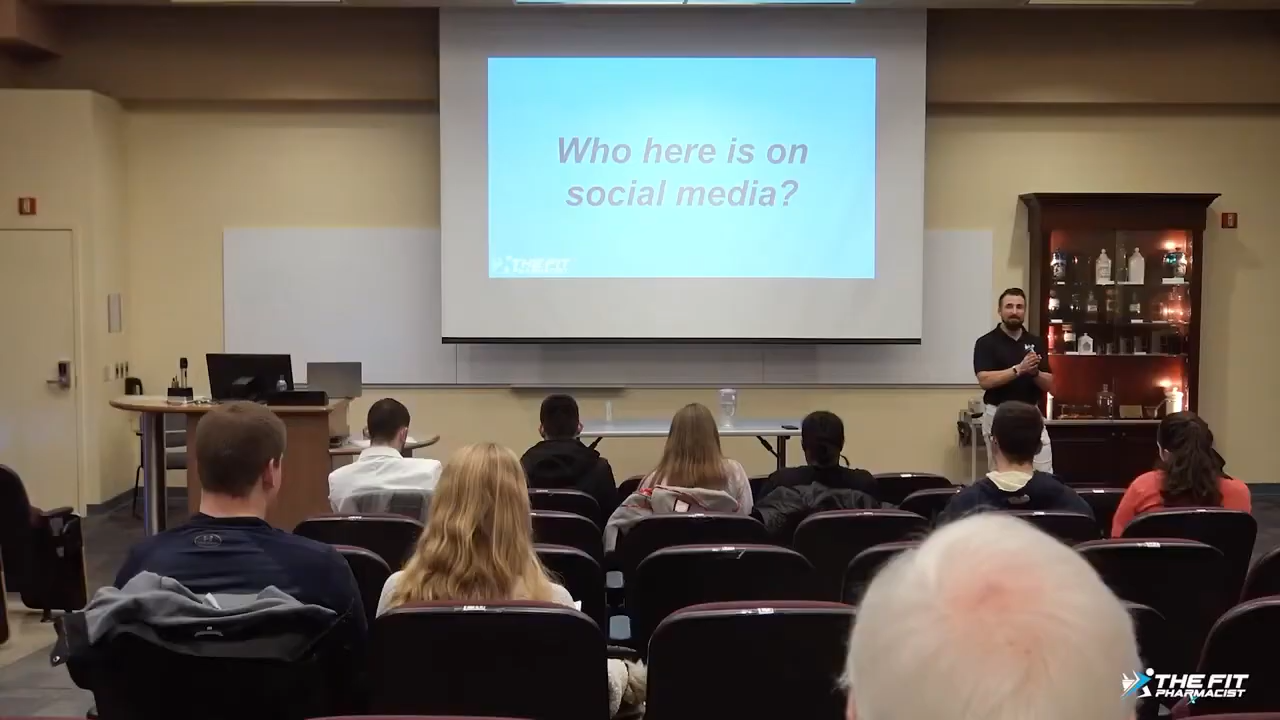 Who here is on
social media?
THE FIT
THE FIT
PHARMACIST